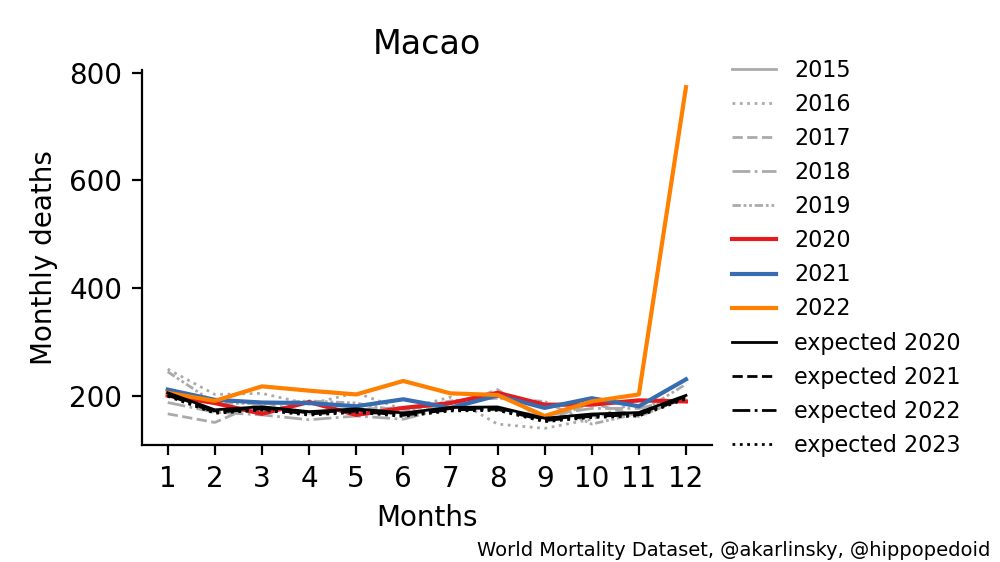 Macao
Monthly deaths
800
600
400
200
1 2 3 4 5 6 7 8 9 10 11 12
Months
2015
2016
2017
2018
2019
2020
2021
2022
expected 2020
expected 2021
expected 2022
expected 2023
World Mortality Dataset, @akarlinsky, @hippopedoid